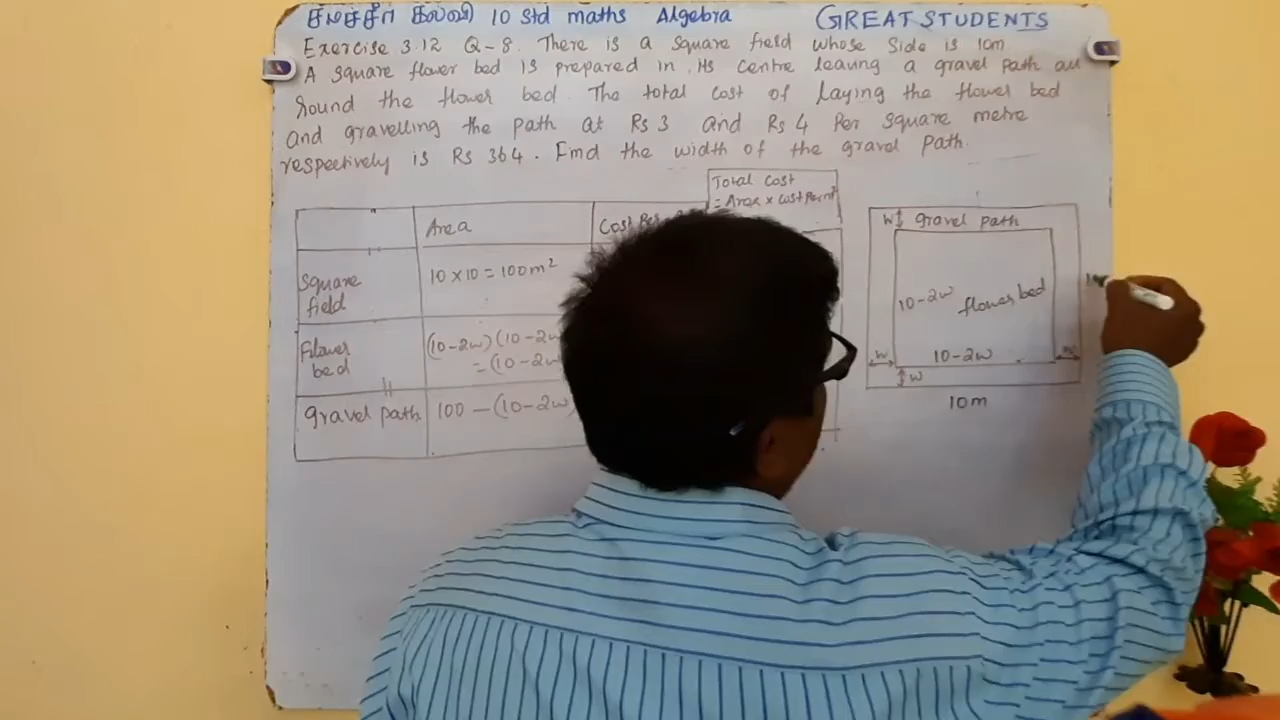 கல்வி 10 Std maths Algebra GREAT STUDENTS
Exercise 3.12 Q-8. There is a square field whose side is 10m.
A square flower bed is prepared in its centre leaving a gravel path all
round the flower bed. The total cost of laying the flower bed
and gravelling the path at Rs 3 and Rs 4 Per square metre
respectively is Rs 364. Find the width of the gravel path.
Total cost
= Area × cost
Area
Cost Per
Square
field
10 × 10 = 100m²
Flower
bed
(10-2w) (10-2w
= (10-2w
gravel path
100 - (10-2w)
w gravel path
10-2w flower bed
w 10-2w
w
10m